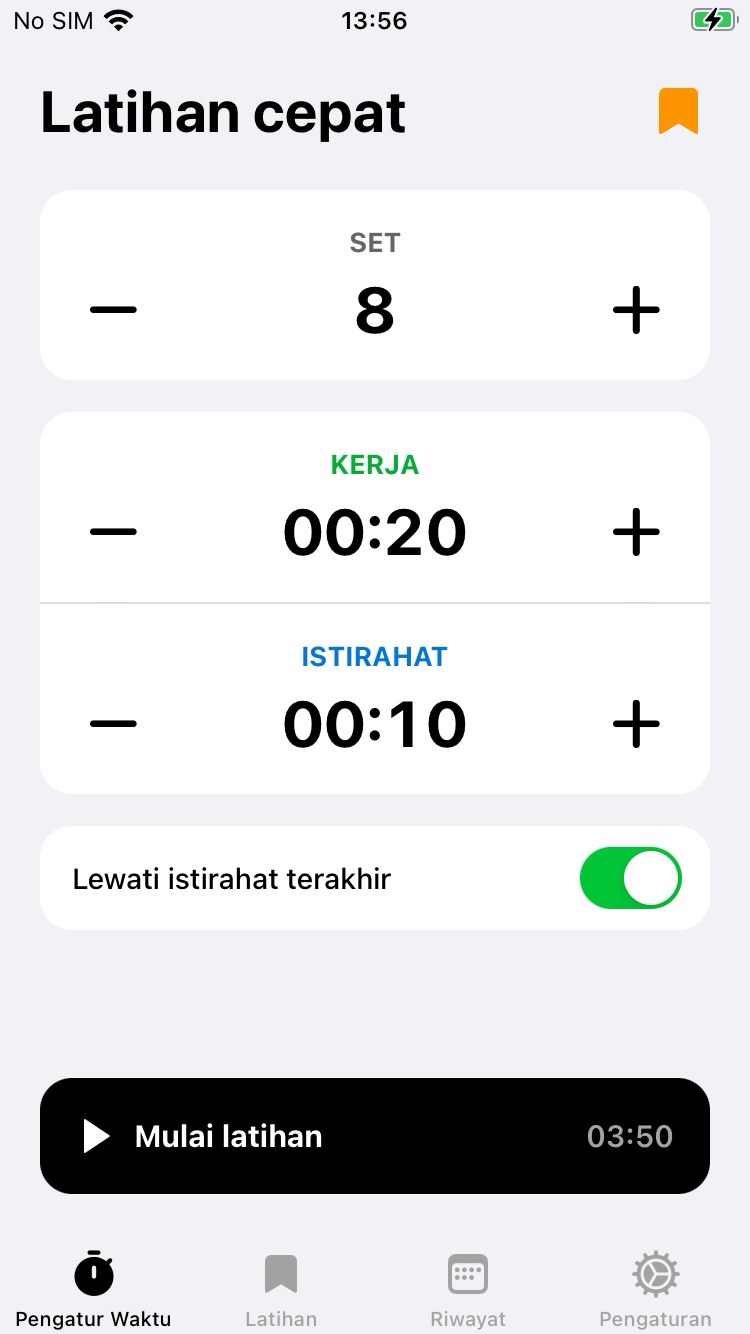 No SIM 13:56
Latihan cepat
SET
8
KERJA
00:20
ISTIRAHAT
00:10
Lewati istirahat terakhir
Mulai latihan 03:50
Pengatur Waktu Latihan Riwayat Pengaturan